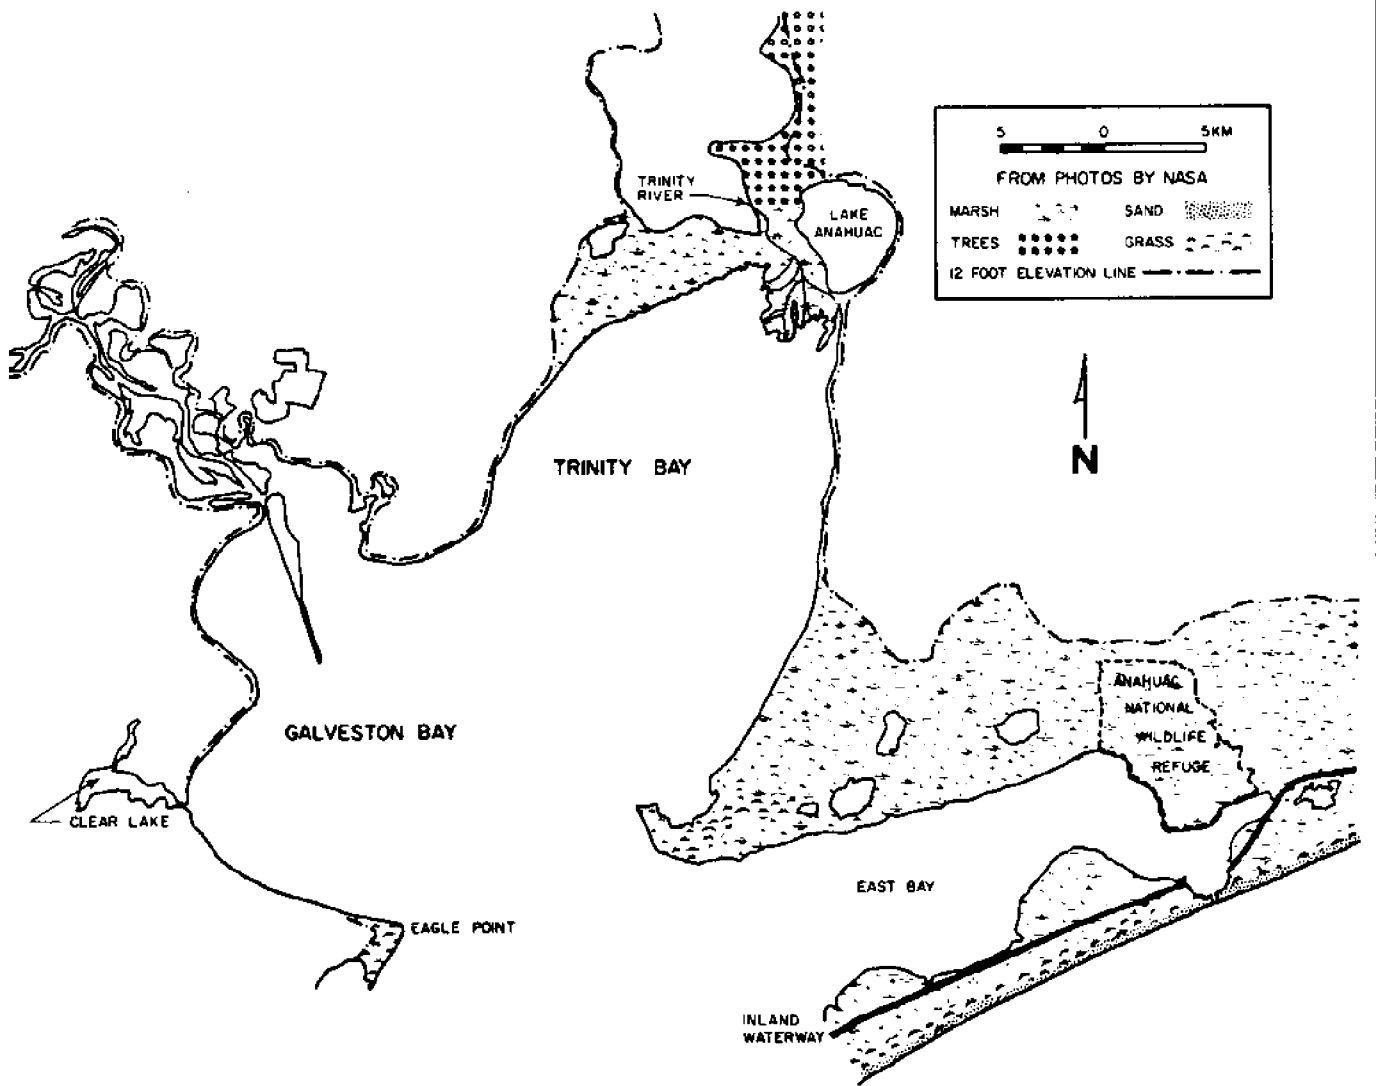 5 0 5KM
FROM PHOTOS BY NASA
MARSH SAND
TREES GRASS
12 FOOT ELEVATION LINE
TRINITY
RIVER
LAKE
ANAHUAC
N
TRINITY BAY
ANAHUAC
NATIONAL
WILDLIFE
REFUGE
GALVESTON BAY
CLEAR LAKE
EAST BAY
EAGLE POINT
INLAND
WATERWAY